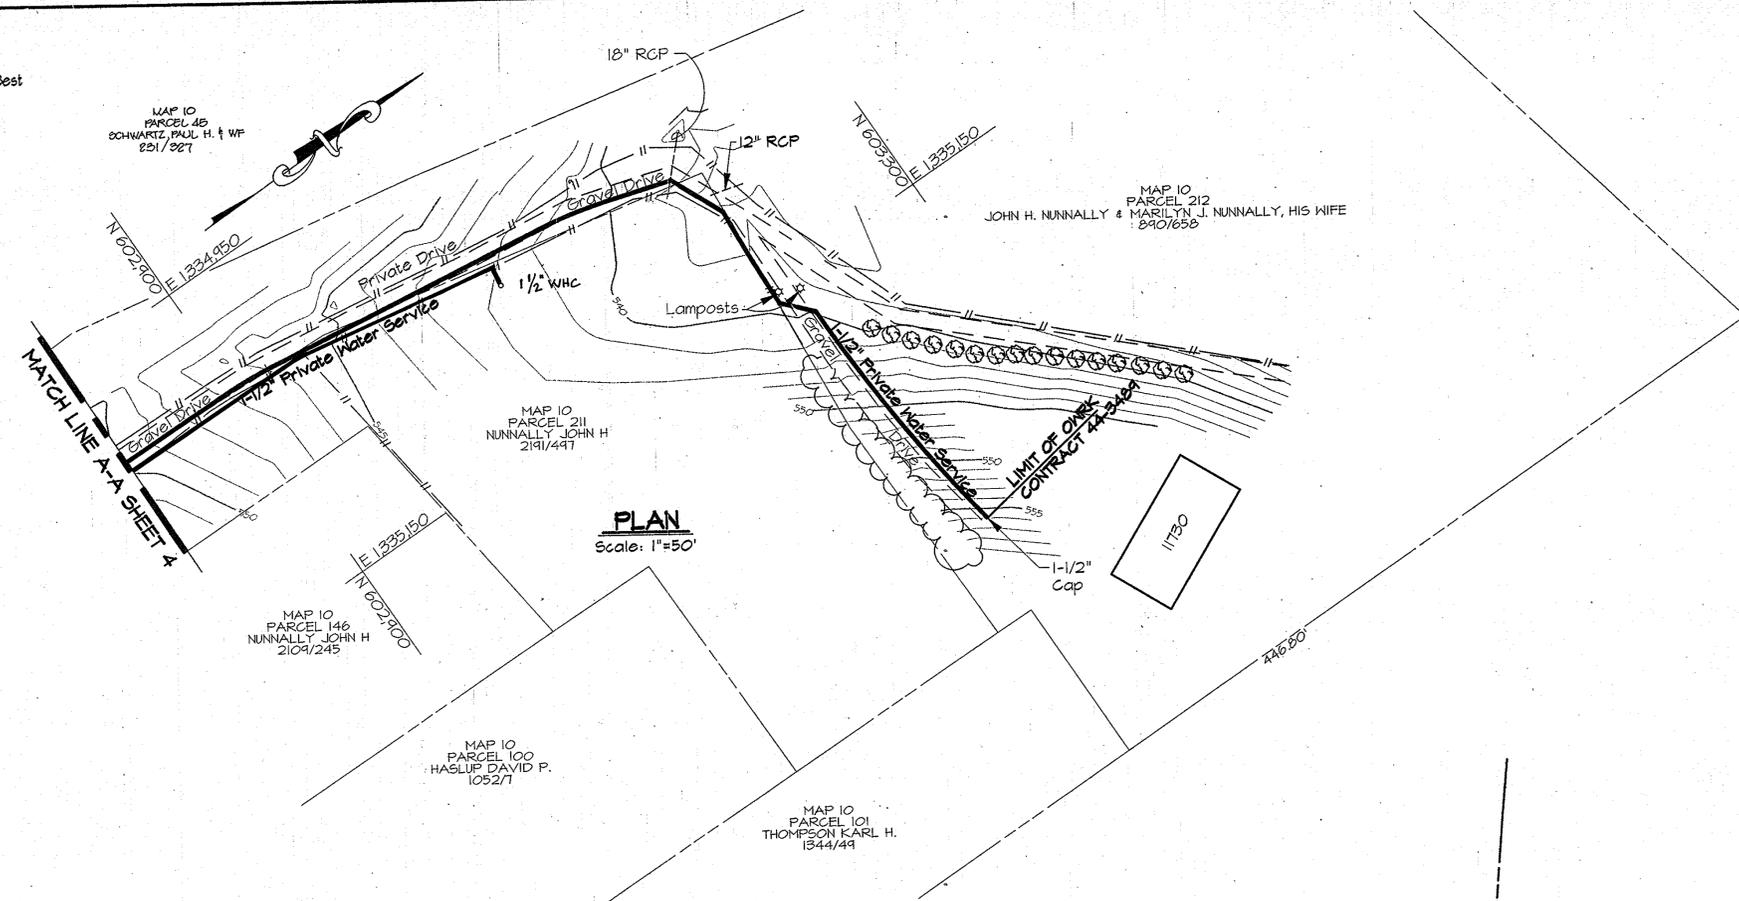 Best
18" RCP
MAP 10
PARCEL 45
SCHWARTZ, PAUL H. & WF
231/327
12" RCP
N 603,300
E 1,335,150
MAP 10
PARCEL 212
JOHN H. NUNNALLY & MARILYN J. NUNNALLY, HIS WIFE
890/658
Gravel Drive
N 602,900
E 1,334,950
Private Drive
1 1/2" WHC
540
Lamposts
1-1/2" Private Water Service
Gravel Drive
MATCH LINE A-A SHEET 4
Gravel Drive
1-1/2" Private Water Service
545
550
MAP 10
PARCEL 211
NUNNALLY JOHN H
2191/497
550
550
555
LIMIT OF OWRK
CONTRACT 44-3489
11730
PLAN
Scale: 1"=50'
1-1/2"
Cap
E 1,335,150
N 602,900
MAP 10
PARCEL 146
NUNNALLY JOHN H
2109/245
446.80'
MAP 10
PARCEL 100
HASLUP DAVID P.
1052/7
MAP 10
PARCEL 101
THOMPSON KARL H.
1344/49